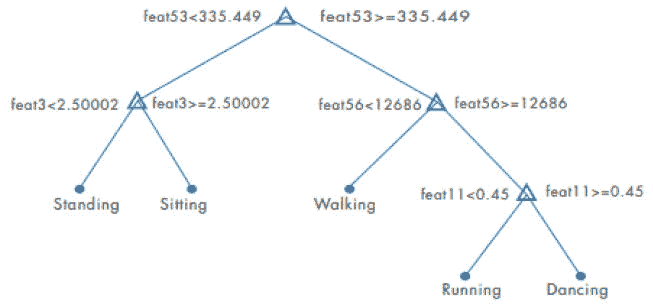 feat53<335.449 feat53>=335.449
feat3<2.50002 feat3>=2.50002 feat56<12686 feat56>=12686
Standing Sitting Walking feat11<0.45 feat11>=0.45
Running Dancing